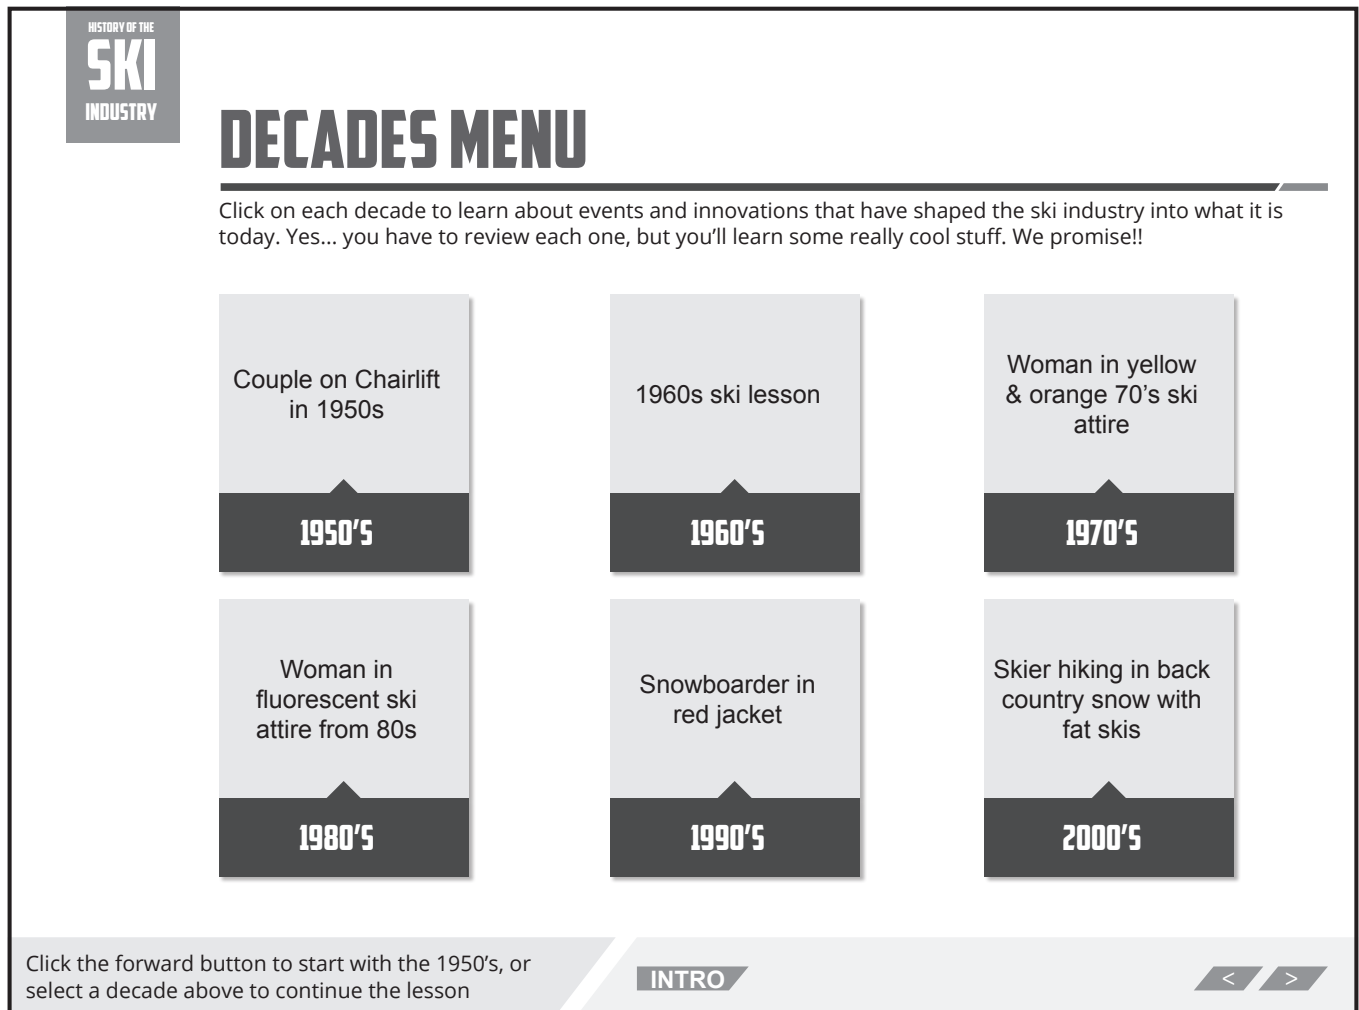 HISTORY OF THE
SKI
INDUSTRY
DECADES MENU
Click on each decade to learn about events and innovations that have shaped the ski industry into what it is
today. Yes... you have to review each one, but you’ll learn some really cool stuff. We promise!!
Couple on Chairlift
in 1950s
1950'S
1960s ski lesson
1960'S
Woman in yellow
& orange 70’s ski
attire
1970'S
Woman in
fluorescent ski
attire from 80s
1980'S
Snowboarder in
red jacket
1990'S
Skier hiking in back
country snow with
fat skis
2000'S
Click the forward button to start with the 1950’s, or
select a decade above to continue the lesson
INTRO
< >